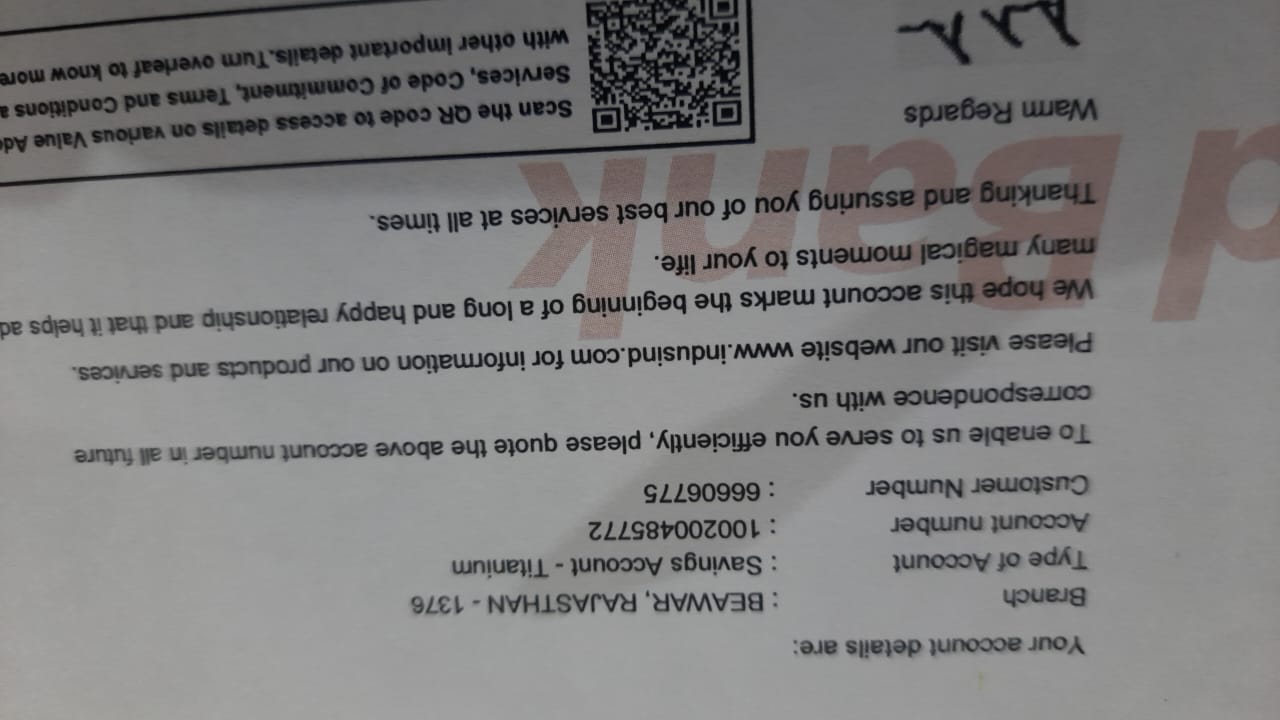 Your account details are:
Branch : BEAWAR, RAJASTHAN - 1376
Type of Account : Savings Account - Titanium
Account number : 100200485772
Customer Number : 66606775
To enable us to serve you efficiently, please quote the above account number in all future
correspondence with us.
Please visit our website www.indusind.com for information on our products and services.
We hope this account marks the beginning of a long and happy relationship and that it helps ad
many magical moments to your life.
Thanking and assuring you of our best services at all times.
d Bank
Warm Regards
Scan the QR code to access details on various Value Ad
Services, Code of Commitment, Terms and Conditions a
with other important details.Turn overleaf to know more